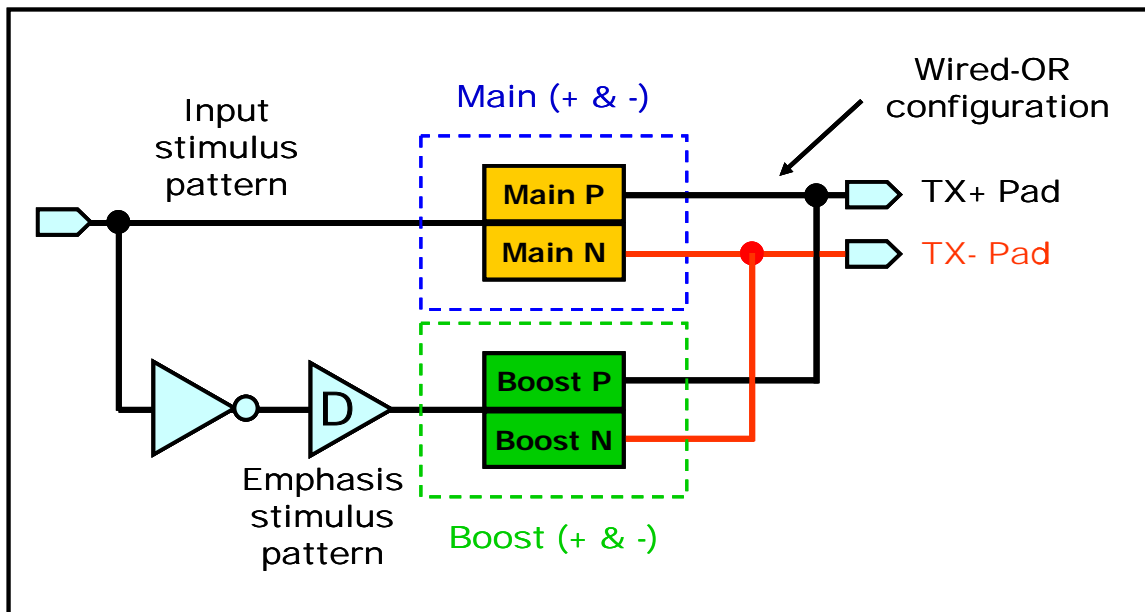 Input
stimulus
pattern
Main (+ & -)
Wired-OR
configuration
Main P
Main N
TX+ Pad
TX- Pad
D
Boost P
Boost N
Emphasis
stimulus
pattern
Boost (+ & -)